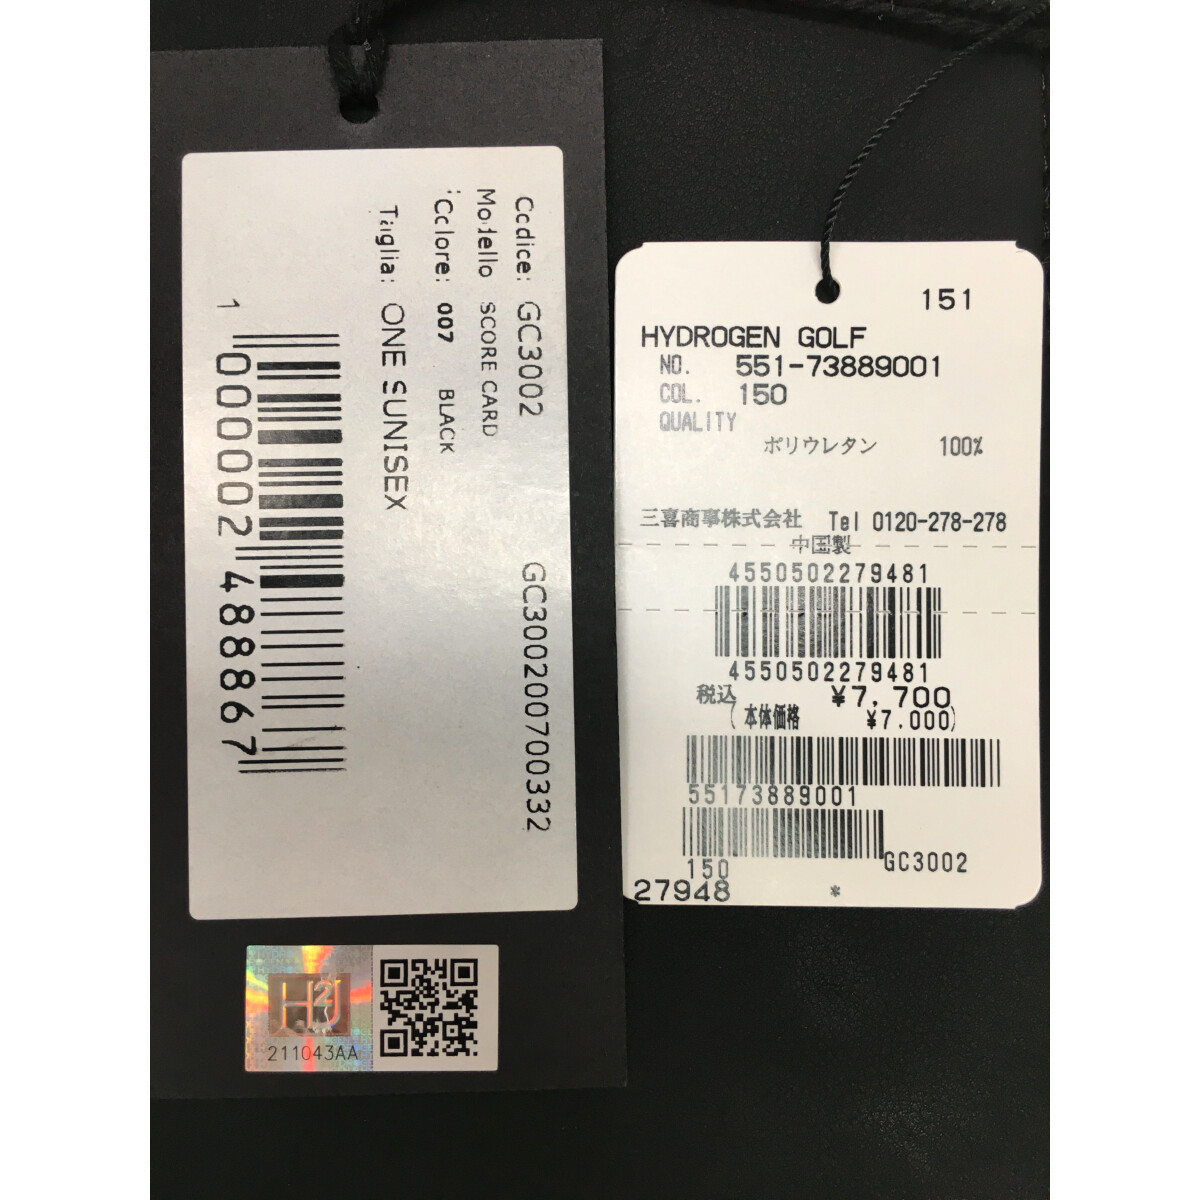 Codice: GC3002 GC30020070033​2
Modello SCORE CARD
:Colore: 007 BLACK
Taglia: ONE SUNISEX
1 000002 488867
211043AA
151
HYDROGEN GOLF
NO. 551-73889001
COL. 150
QUALITY
ポリウレタン 100%
三喜商事株式会社 Tel 0120-278-278
中国製
4550502279481
4550502279481
税込 ¥7,700
(本体価格 ¥7.000)
55173889001
150 GC3002
27948 *